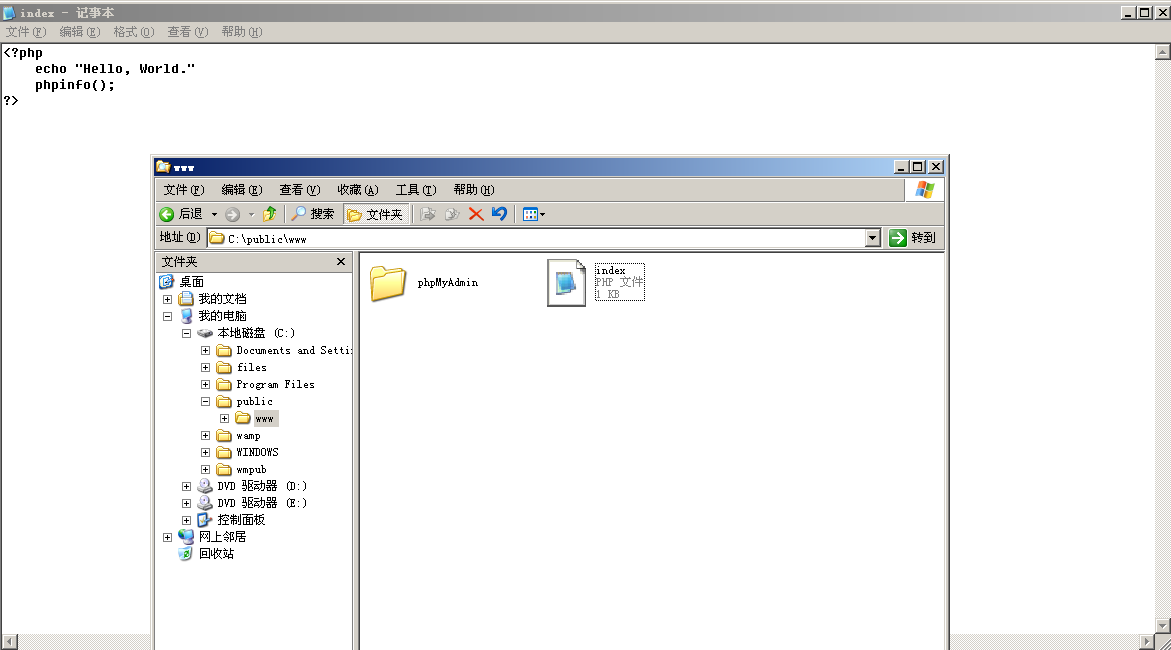 index - 记事本
文件(F) 编辑(E) 格式(O) 查看(V) 帮助(H)
<?php
    echo "Hello, World."
    phpinfo();
?>
www
文件(F) 编辑(E) 查看(V) 收藏(A) 工具(T) 帮助(H)
后退 搜索 文件夹
地址(D) C:\public\www 转到
文件夹
桌面
我的文档
我的电脑
本地磁盘 (C:)
Documents and Setti
files
Program Files
public
www
wamp
WINDOWS
wmpub
DVD 驱动器 (D:)
DVD 驱动器 (E:)
控制面板
网上邻居
回收站
phpMyAdmin
index
PHP 文件
1 KB